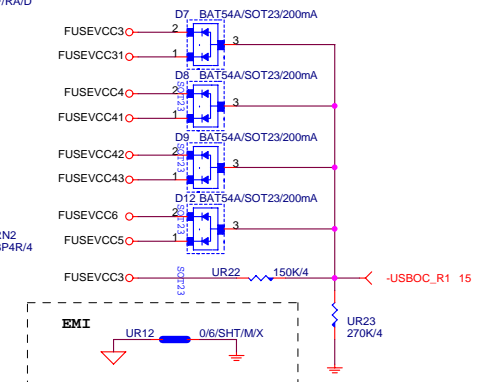 /RA/D
D7 BAT54A/SOT23/200mA
FUSEVCC3 2
3
FUSEVCC31 1
D8 BAT54A/SOT23/200mA
SOT23
FUSEVCC4 2
3
FUSEVCC41 1
D9 BAT54A/SOT23/200mA
SOT23
FUSEVCC42 2
3
FUSEVCC43 1
D12 BAT54A/SOT23/200mA
SOT23
FUSEVCC6 2
3
RN2
8P4R/4
FUSEVCC5 1
SOT23
FUSEVCC3 UR22 150K/4 -USBOC_R1 15
EMI
UR12 0/6/SHT/M/X
UR23
270K/4